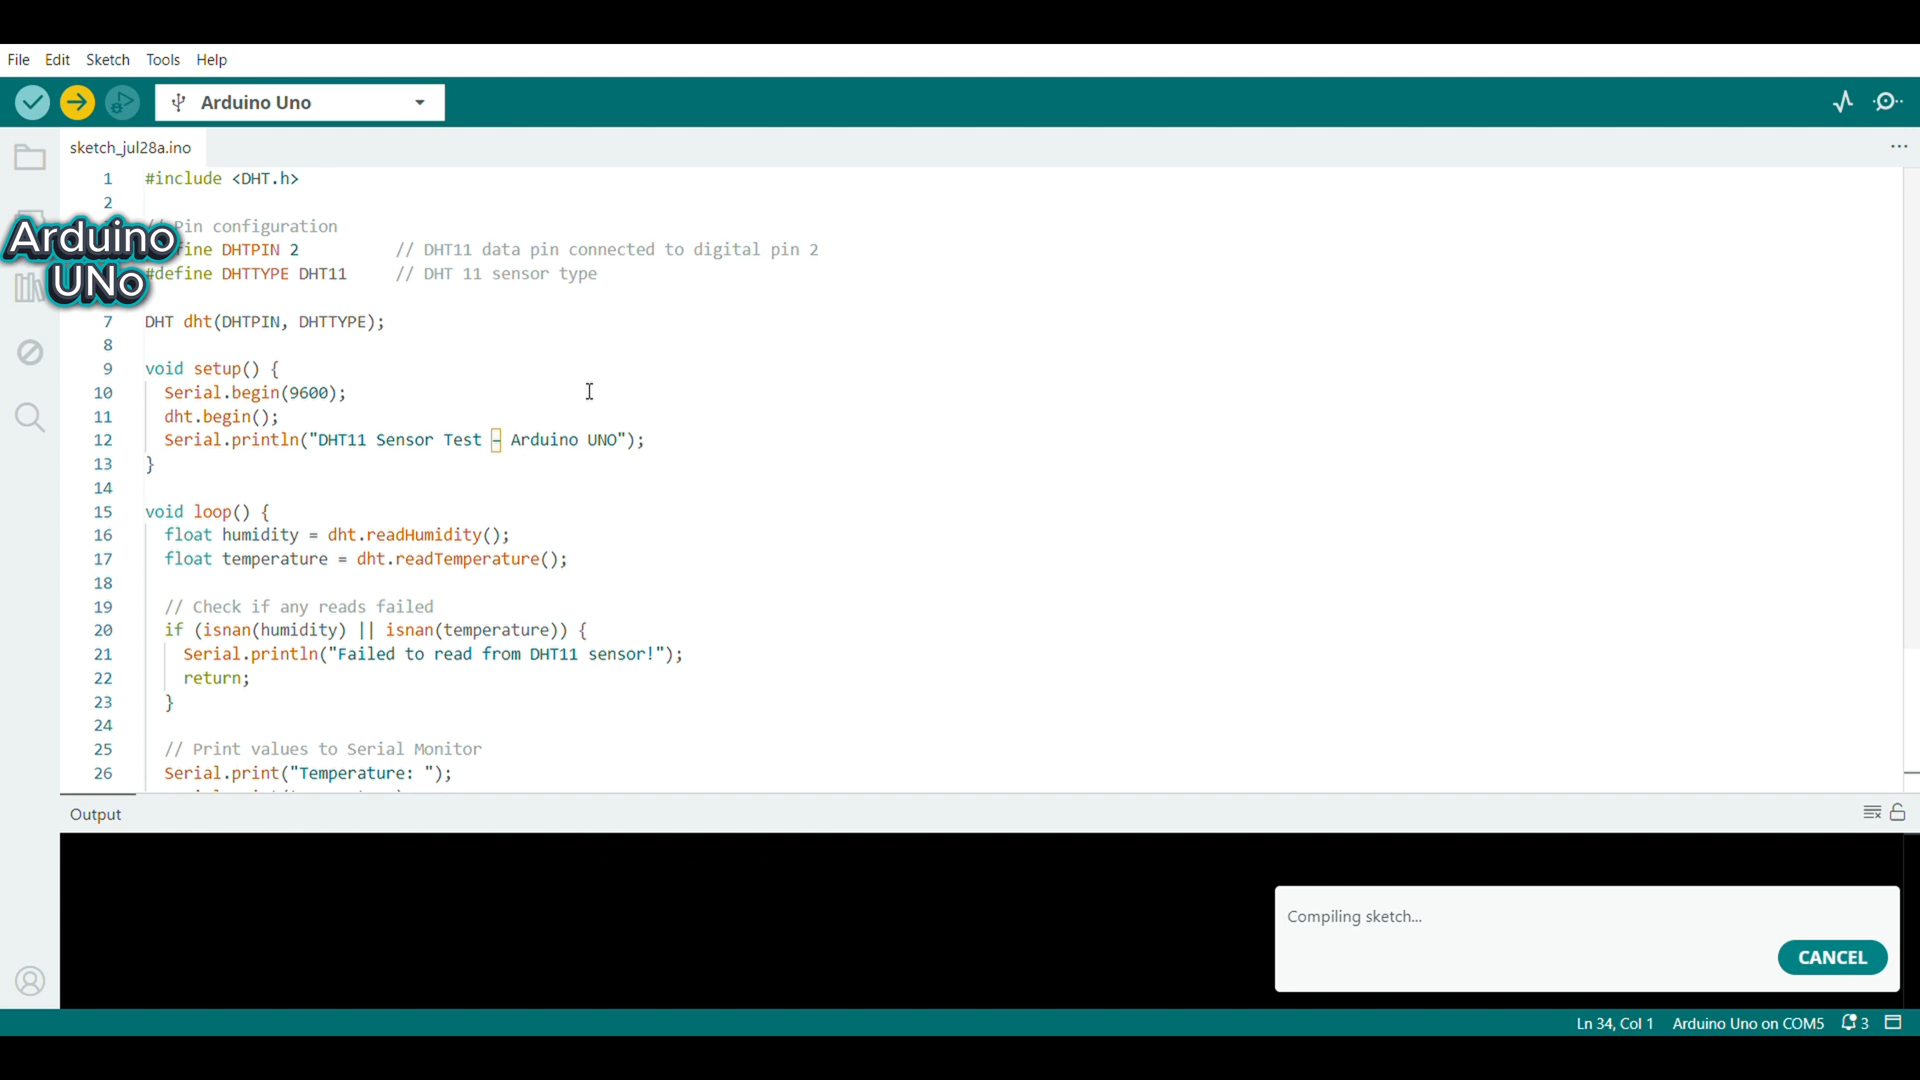 File Edit Sketch Tools Help
Arduino Uno
sketch_jul28a.ino
1 #include <DHT.h>
2
Pin configuration
ine DHTPIN 2 // DHT11 data pin connected to digital pin 2
#define DHTTYPE DHT11 // DHT 11 sensor type
Arduino
UNo
7 DHT dht(DHTPIN, DHTTYPE);
8
9 void setup() {
10 Serial.begin(9600);
11 dht.begin();
12 Serial.println("DHT11 Sensor Test – Arduino UNO");
13 }
14
15 void loop() {
16 float humidity = dht.readHumidity();
17 float temperature = dht.readTemperature();
18
19 // Check if any reads failed
20 if (isnan(humidity) || isnan(temperature)) {
21 Serial.println("Failed to read from DHT11 sensor!");
22 return;
23 }
24
25 // Print values to Serial Monitor
26 Serial.print("Temperature: ");
Output
Compiling sketch...
CANCEL
Ln 34, Col 1 Arduino Uno on COM5 3